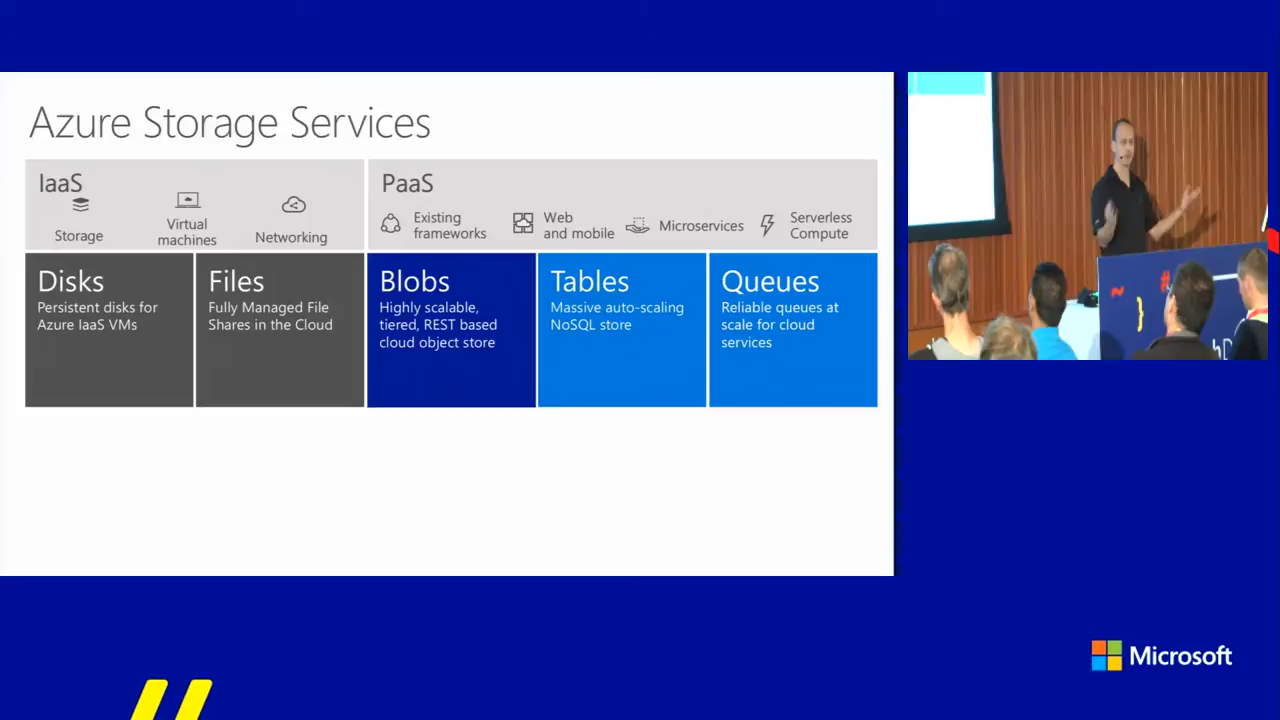 Azure Storage Services
IaaS
Storage
Virtual
machines
Networking
PaaS
Existing
frameworks
Web
and mobile
Microservices
Serverless
Compute
Disks
Persistent disks for
Azure IaaS VMs
Files
Fully Managed File
Shares in the Cloud
Blobs
Highly scalable,
tiered, REST based
cloud object store
Tables
Massive auto-scaling
NoSQL store
Queues
Reliable queues at
scale for cloud
services
~
#
}
Microsoft
//